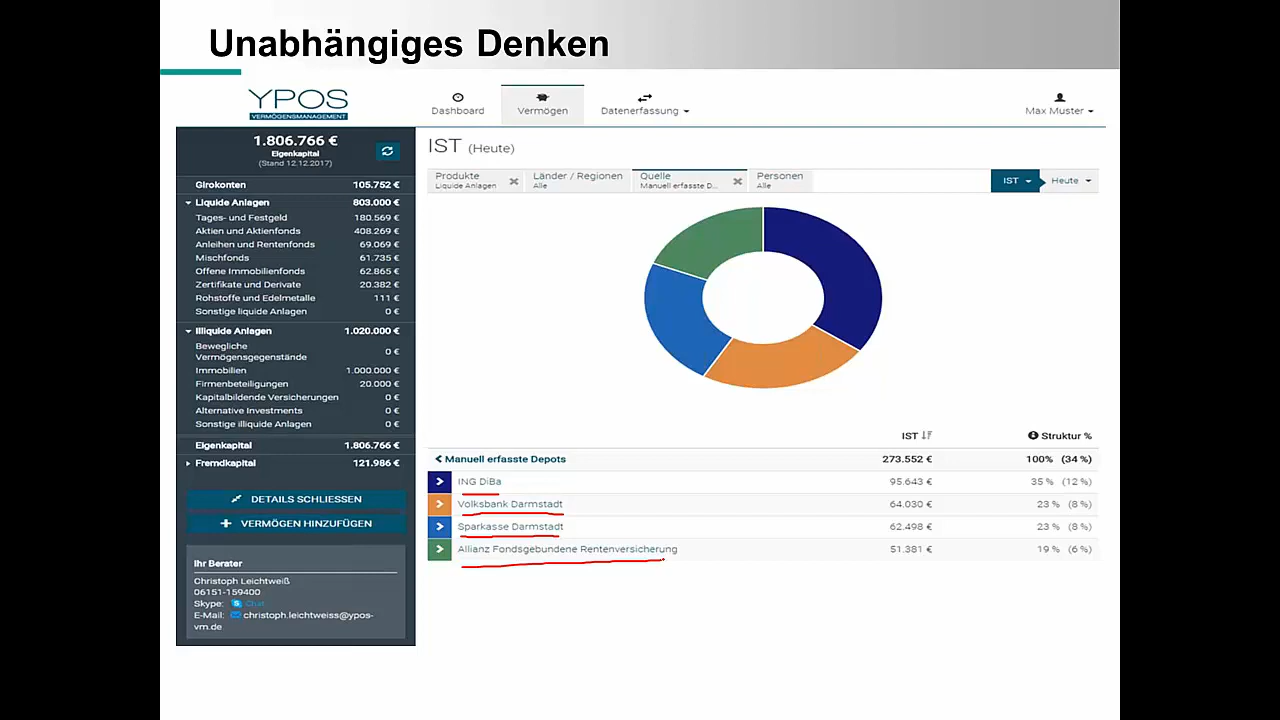 Unabhängiges Denken
YPOS
VERMÖGENSMANAGEMENT
Dashboard
Vermögen
Datenerfassung
Max Muster
1.806.766 €
Eigenkapital
(Stand 12.12.2017)
Girokonten 105.752 €
Liquide Anlagen 803.000 €
Tages- und Festgeld 180.569 €
Aktien und Aktienfonds 408.269 €
Anleihen und Rentenfonds 69.069 €
Mischfonds 61.735 €
Offene Immobilienfonds 62.865 €
Zertifikate und Derivate 20.382 €
Rohstoffe und Edelmetalle 111 €
Sonstige liquide Anlagen 0 €
Illiquide Anlagen 1.020.000 €
Bewegliche
Vermögensgegenstände 0 €
Immobilien 1.000.000 €
Firmenbeteiligungen 20.000 €
Kapitalbildende Versicherungen 0 €
Alternative Investments 0 €
Sonstige illiquide Anlagen 0 €
Eigenkapital 1.806.766 €
Fremdkapital 121.986 €
DETAILS SCHLIESSEN
VERMÖGEN HINZUFÜGEN
Ihr Berater
Christoph Leichtweiß
06151-159400
Skype: Chat
E-Mail: christoph.leichtweiss@ypos-
vm.de
IST (Heute)
Produkte
Liquide Anlagen
Länder / Regionen
Alle
Quelle
Manuell erfasste D...
Personen
Alle
IST
Heute
IST Struktur %
Manuell erfasste Depots 273.552 € 100% (34 %)
ING DiBa 95.643 € 35 % (12 %)
Volksbank Darmstadt 64.030 € 23 % (8 %)
Sparkasse Darmstadt 62.498 € 23 % (8 %)
Allianz Fondsgebundene Rentenversicherung 51.381 € 19 % (6 %)